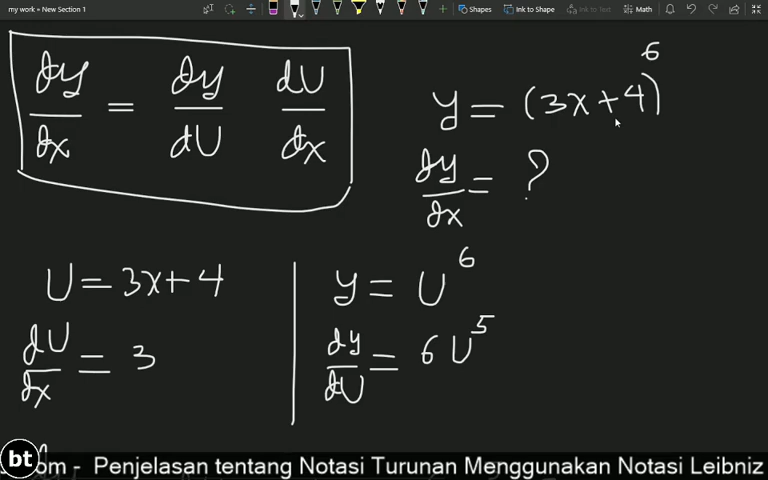 my work » New Section 1
Shapes
Ink to Shape
Ink to Text
Math
dy/dx = dy/dU dU/dx
y = (3x+4)^6
dy/dx = ?
U = 3x+4
dU/dx = 3
y = U^6
dy/dU = 6U^5
bt
om - Penjelasan tentang Notasi Turunan Menggunakan Notasi Leibniz